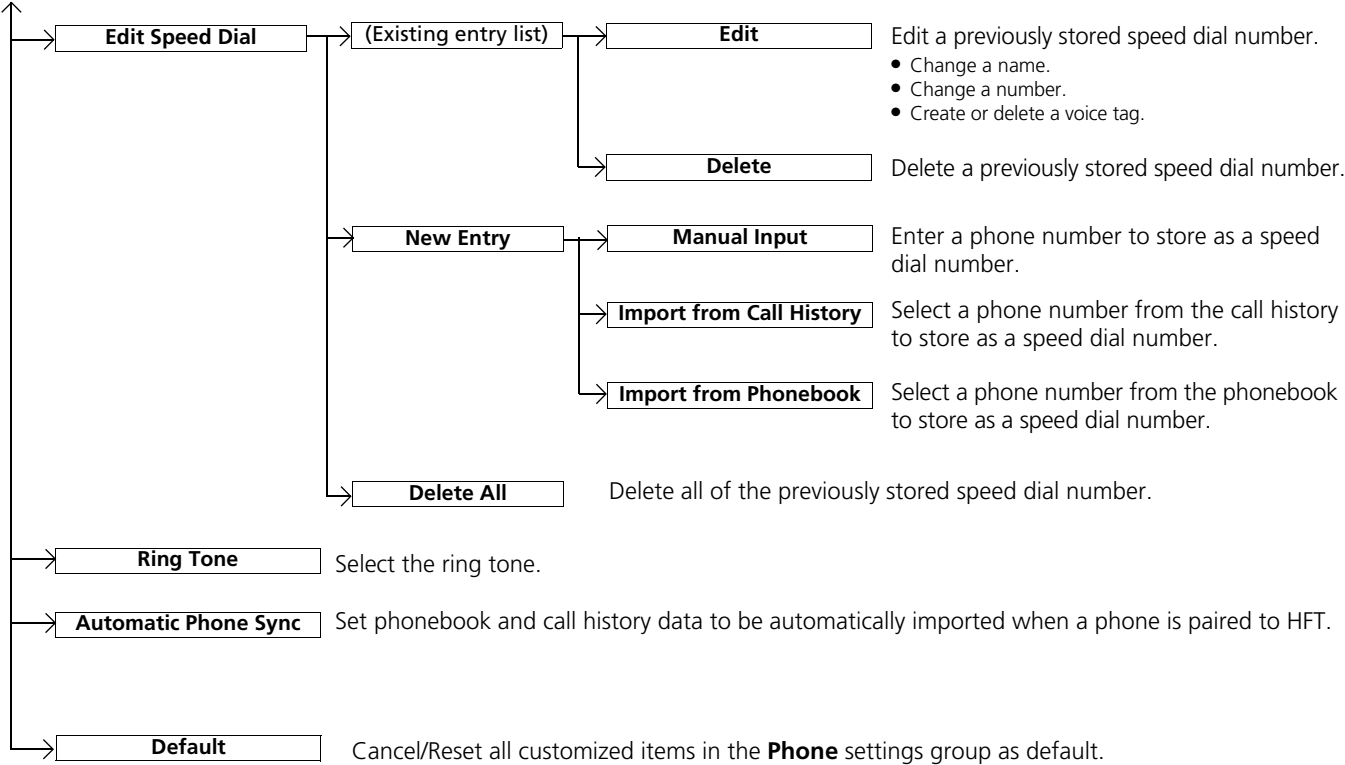 Edit Speed Dial
(Existing entry list)
Edit
Edit a previously stored speed dial number.
● Change a name.
● Change a number.
● Create or delete a voice tag.
Delete
Delete a previously stored speed dial number.
New Entry
Manual Input
Enter a phone number to store as a speed
dial number.
Import from Call History
Select a phone number from the call history
to store as a speed dial number.
Import from Phonebook
Select a phone number from the phonebook
to store as a speed dial number.
Delete All
Delete all of the previously stored speed dial number.
Ring Tone
Select the ring tone.
Automatic Phone Sync
Set phonebook and call history data to be automatically imported when a phone is paired to HFT.
Default
Cancel/Reset all customized items in the Phone settings group as default.